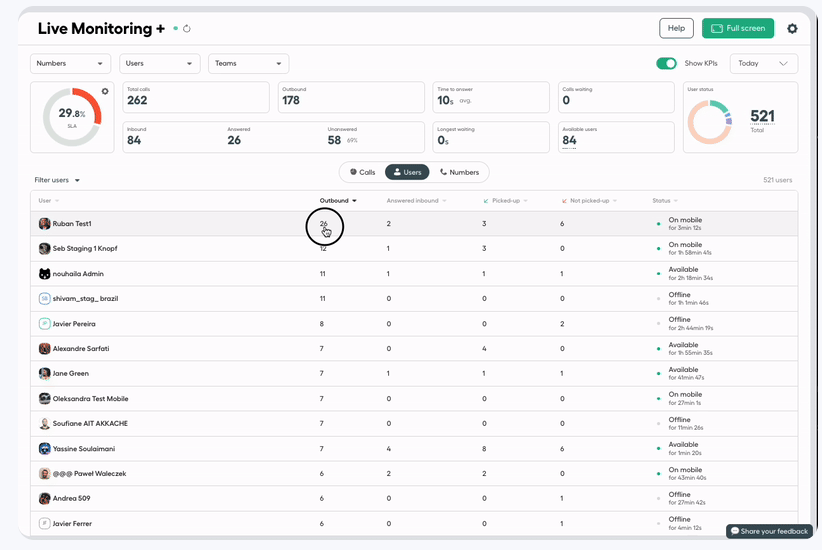 Live Monitoring +
Help
Full screen
Numbers
Users
Teams
Show KPIs
Today
29.8%
SLA
Total calls
262
Outbound
178
Time to answer
10s avg.
Calls waiting
0
User status
521
Total
Inbound
84
Answered
26
Unanswered
58 69%
Longest waiting
0s
Available users
84
Calls
Users
Numbers
Filter users
521 users
User Outbound Answered inbound Picked-up Not picked-up Status
Ruban Test1 26 2 3 6 On mobile
for 3min 12s
Seb Staging 1 Knopf 12 1 3 0 On mobile
for 1h 58min 41s
nouhaila Admin 11 1 1 1 Available
for 2h 18min 34s
SB shivam_stag_ brazil 11 0 0 0 Offline
for 1h 1min 46s
JP Javier Pereira 8 0 0 2 Offline
for 2h 44min 19s
Alexandre Sarfati 7 0 4 0 Available
for 1h 55min 35s
Jane Green 7 1 1 1 Available
for 41min 47s
Oleksandra Test Mobile 7 0 0 0 On mobile
for 27min 1s
Soufiane AIT AKKACHE 7 0 0 0 Offline
for 11min 26s
Yassine Soulaimani 7 4 8 6 Available
for 1min 20s
@@@ Paweł Waleczek 6 2 2 0 On mobile
for 43min 40s
Andrea 509 6 0 0 1 Offline
for 27min 42s
Javier Ferrer 6 0 0 1 Offline
for 4min 12s
Share your feedback